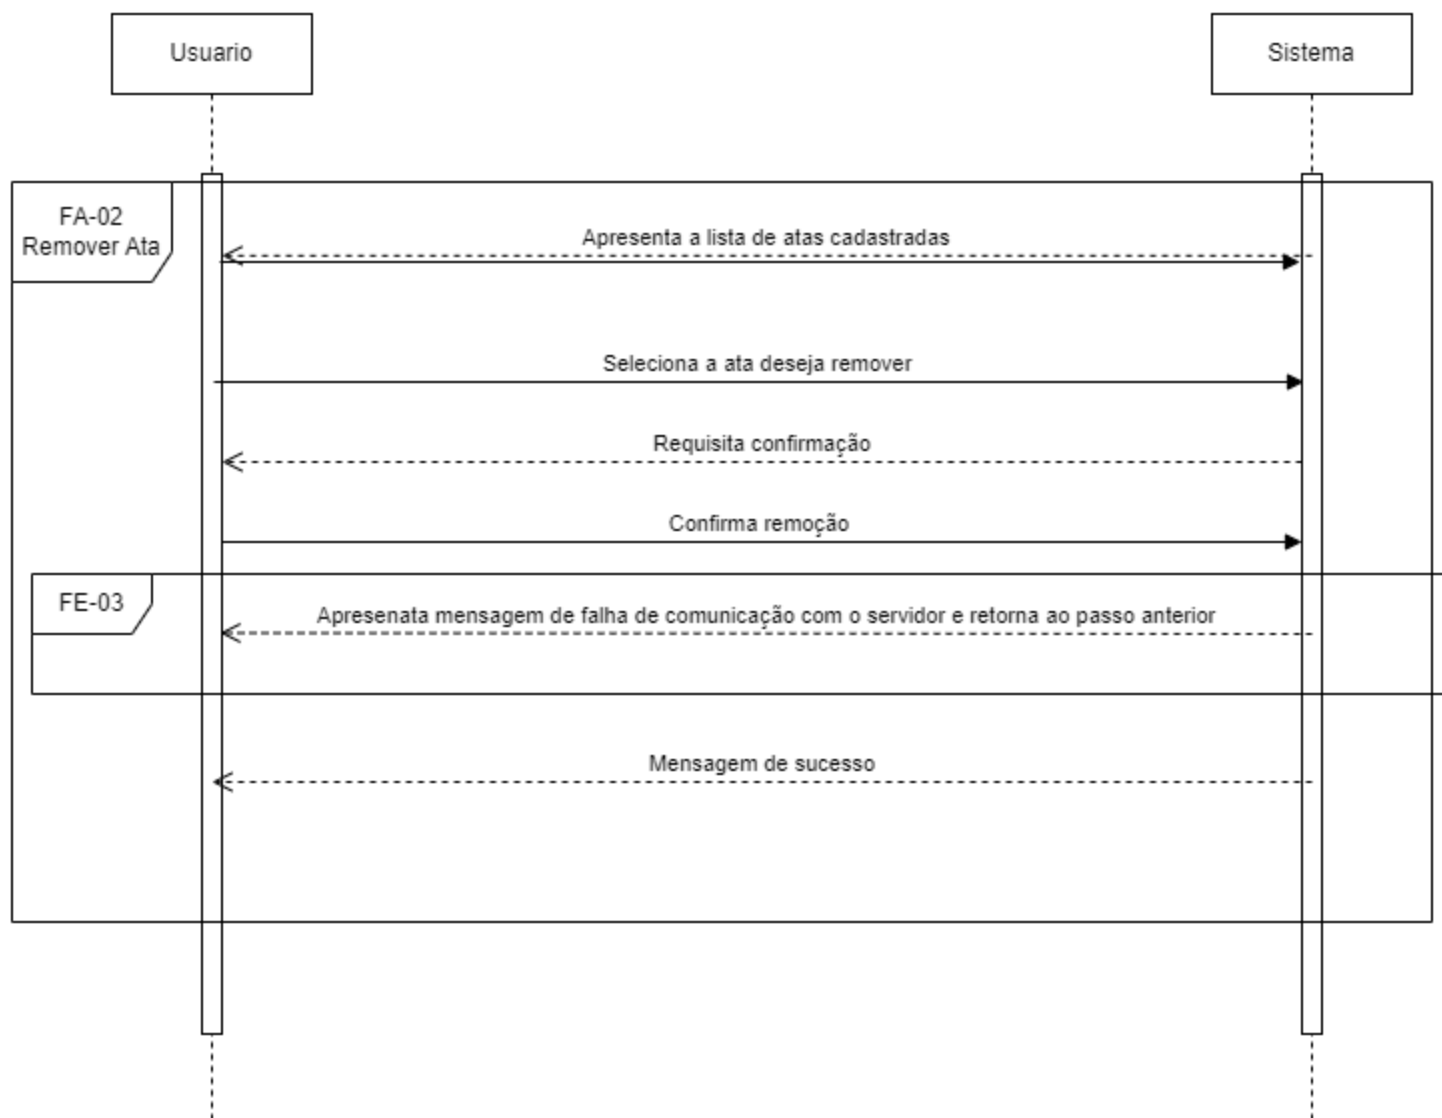 Usuario
Sistema
FA-02
Remover Ata
Apresenta a lista de atas cadastradas
Seleciona a ata deseja remover
Requisita confirmação
Confirma remoção
FE-03
Apresenata mensagem de falha de comunicação com o servidor e retorna ao passo anterior
Mensagem de sucesso